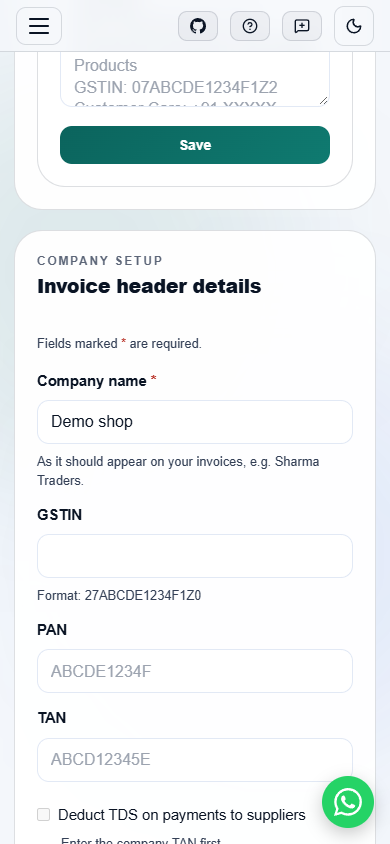 Products
GSTIN: 07ABCDE1234F1Z2
Save
COMPANY SETUP
Invoice header details
Fields marked * are required.
Company name *
Demo shop
As it should appear on your invoices, e.g. Sharma
Traders.
GSTIN
Format: 27ABCDE1234F1Z0
PAN
ABCDE1234F
TAN
ABCD12345E
Deduct TDS on payments to suppliers
Enter the company TAN first